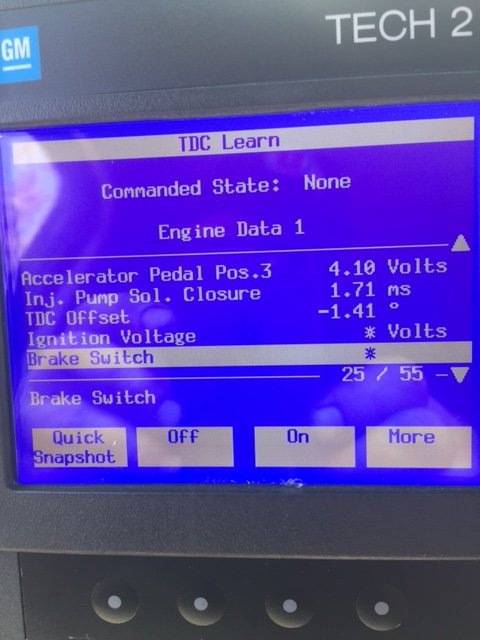 GM
TECH 2
TDC Learn
Commanded State: None
Engine Data 1
Accelerator Pedal Pos.3 4.10 Volts
Inj. Pump Sol. Closure 1.71 ms
TDC Offset -1.41 °
Ignition Voltage * Volts
Brake Switch *
25 / 55
Brake Switch
Quick Snapshot Off On More